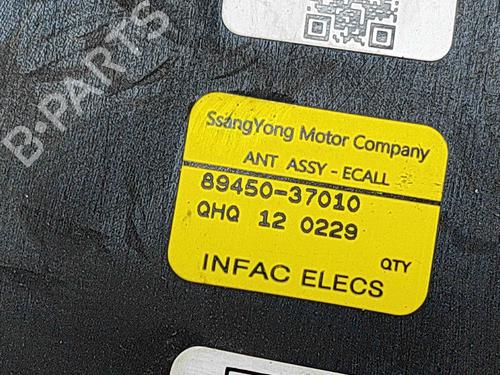 B-PARTS
SsangYong Motor Company
ANT ASSY - ECALL
89450-37010
QHQ 12 0229
QTY
INFAC ELECS